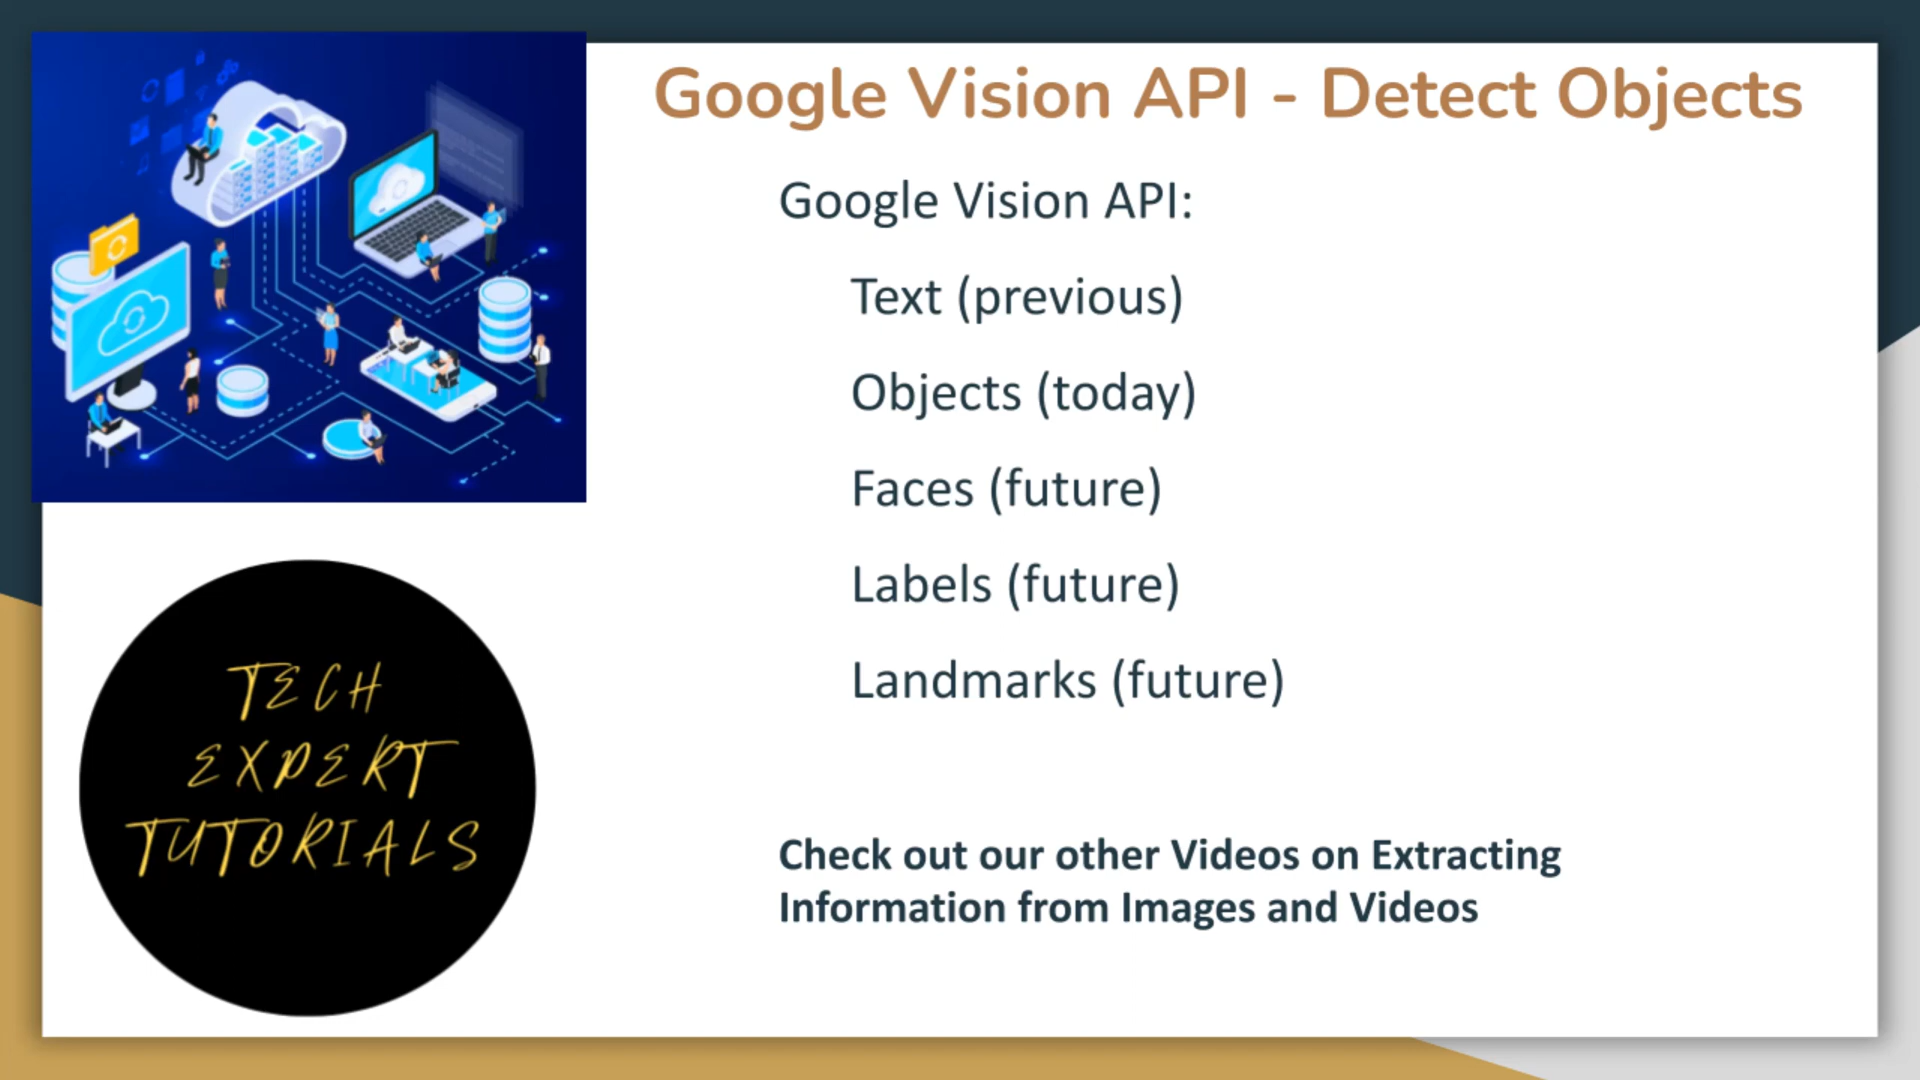 Google Vision API - Detect Objects
Google Vision API:
Text (previous)
Objects (today)
Faces (future)
Labels (future)
Landmarks (future)
Check out our other Videos on Extracting
Information from Images and Videos
TECH
EXPERT
TUTORIALS